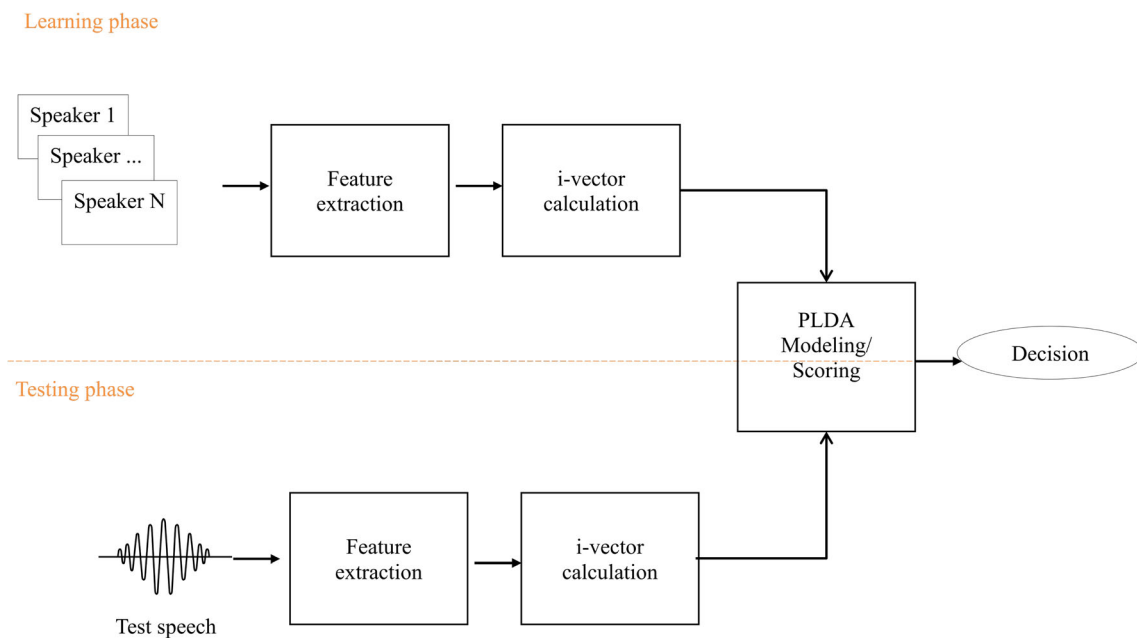 Learning phase
Speaker 1
Speaker ...
Speaker N
Feature
extraction
i-vector
calculation
PLDA
Modeling/
Scoring
Decision
Testing phase
Feature
extraction
i-vector
calculation
Test speech